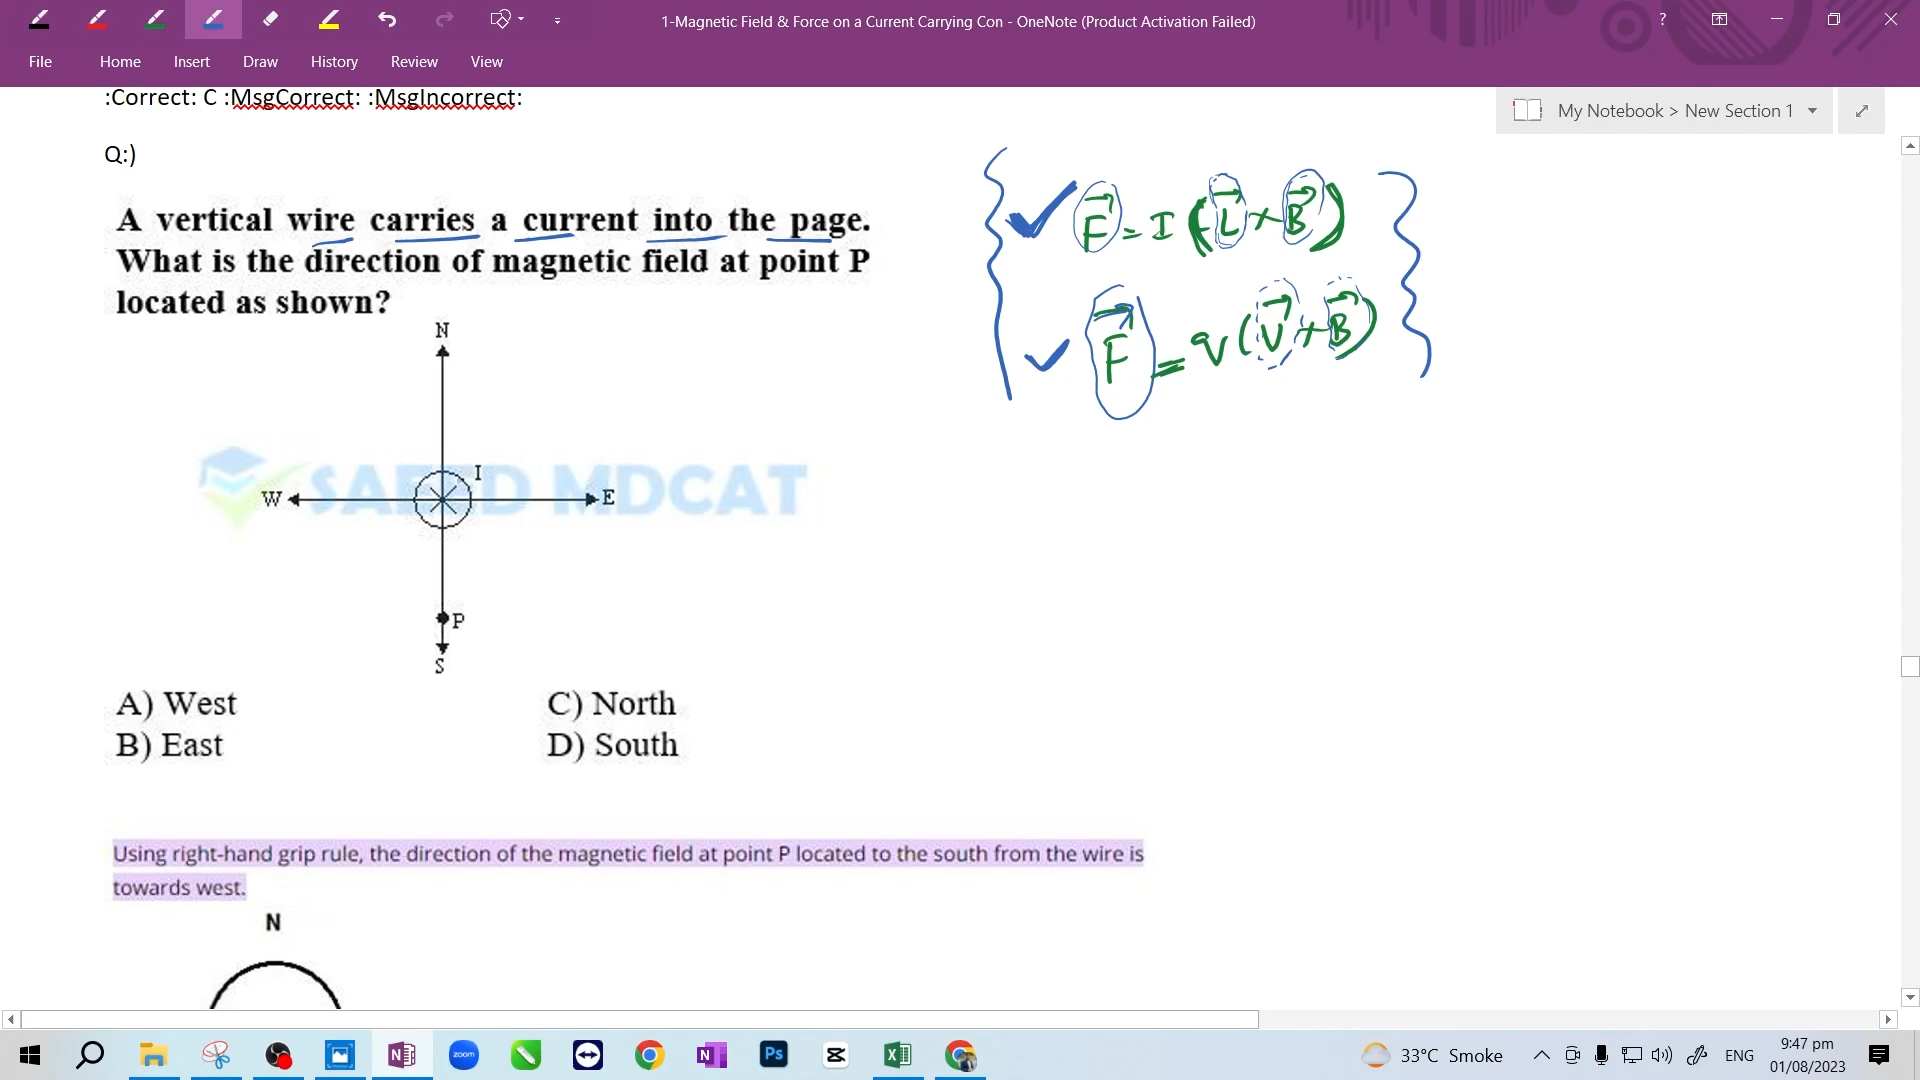 1-Magnetic Field & Force on a Current Carrying Con - OneNote (Product Activation Failed)
?
File Home Insert Draw History Review View
:Correct: C :MsgCorrect: :MsgIncorrect:
My Notebook > New Section 1
Q:)
A vertical wire carries a current into the page.
What is the direction of magnetic field at point P
located as shown?
F = I (L × B)
F = q (V × B)
N
I
W E
SAEED MDCAT
P
S
A) West C) North
B) East D) South
Using right-hand grip rule, the direction of the magnetic field at point P located to the south from the wire is
towards west.
N
zoom
N
N
Ps
X
33°C Smoke
ENG
9:47 pm
01/08/2023